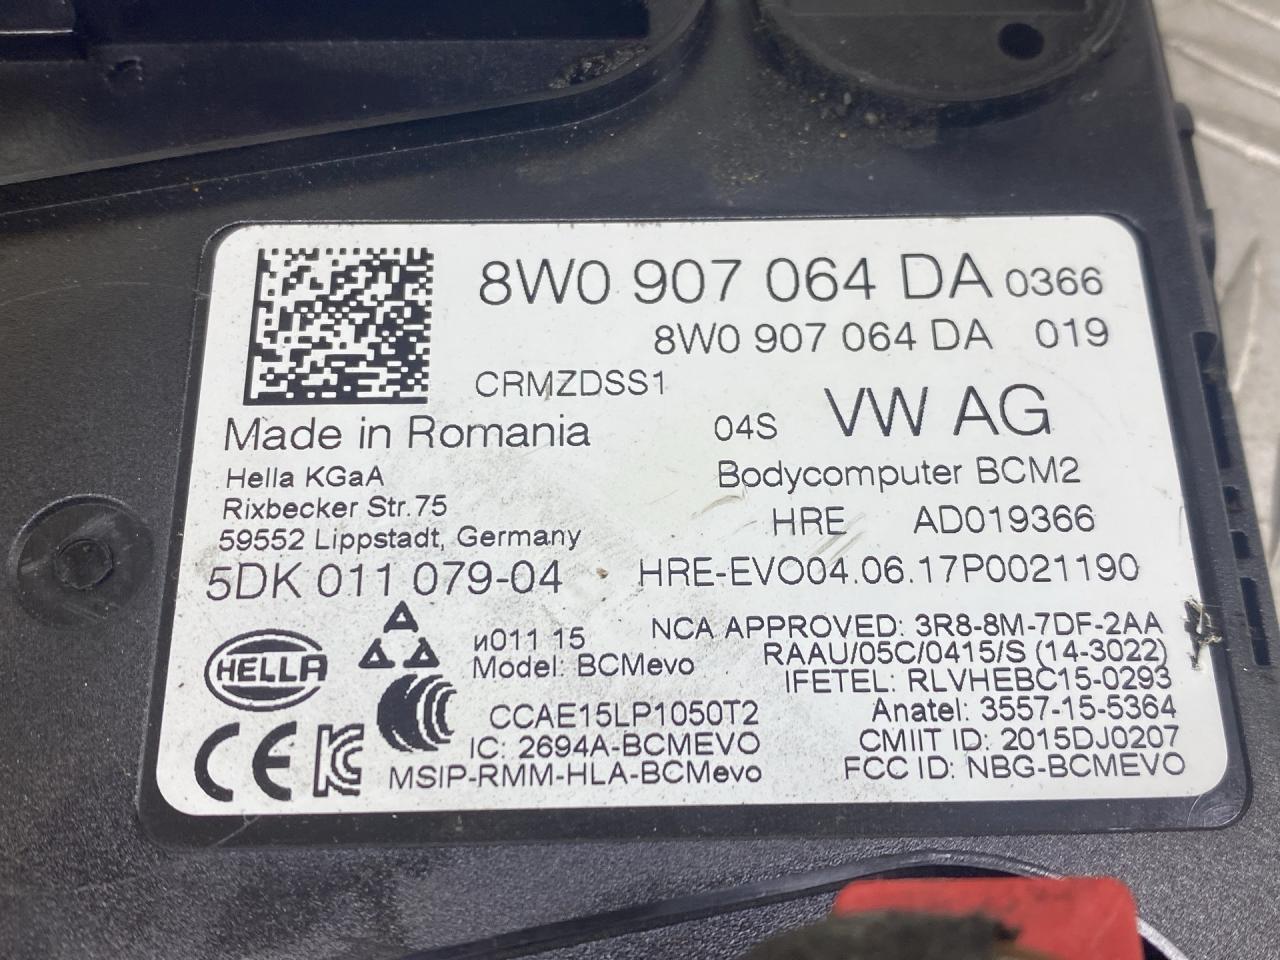 8W0 907 064 DA 0366
8W0 907 064 DA 019
CRMZDSS1
Made in Romania
04S VW AG
Hella KGaA
Bodycomputer BCM2
Rixbecker Str.75
HRE AD019366
59552 Lippstadt, Germany
5DK 011 079-04
HRE-EVO04.06.17P0021190
и011 15
NCA APPROVED: 3R8-8M-7DF-2AA
HELLA
Model: BCMevo
RAAU/05C/0415/S (14-3022)
IFETEL: RLVHEBC15-0293
CCAE15LP1050T2
Anatel: 3557-15-5364
IC: 2694A-BCMEVO
CMIIT ID: 2015DJ0207
CE
MSIP-RMM-HLA-BCMevo
FCC ID: NBG-BCMEVO